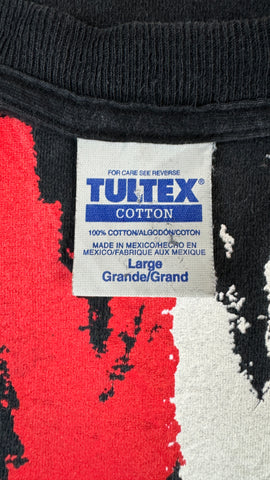 FOR CARE SEE REVERSE
TULTEX®
COTTON
100% COTTON/ALGODÓN/COTON
MADE IN MEXICO/HECHO EN
MEXICO/FABRIQUE AUX MEXIQUE
Large
Grande/Grand